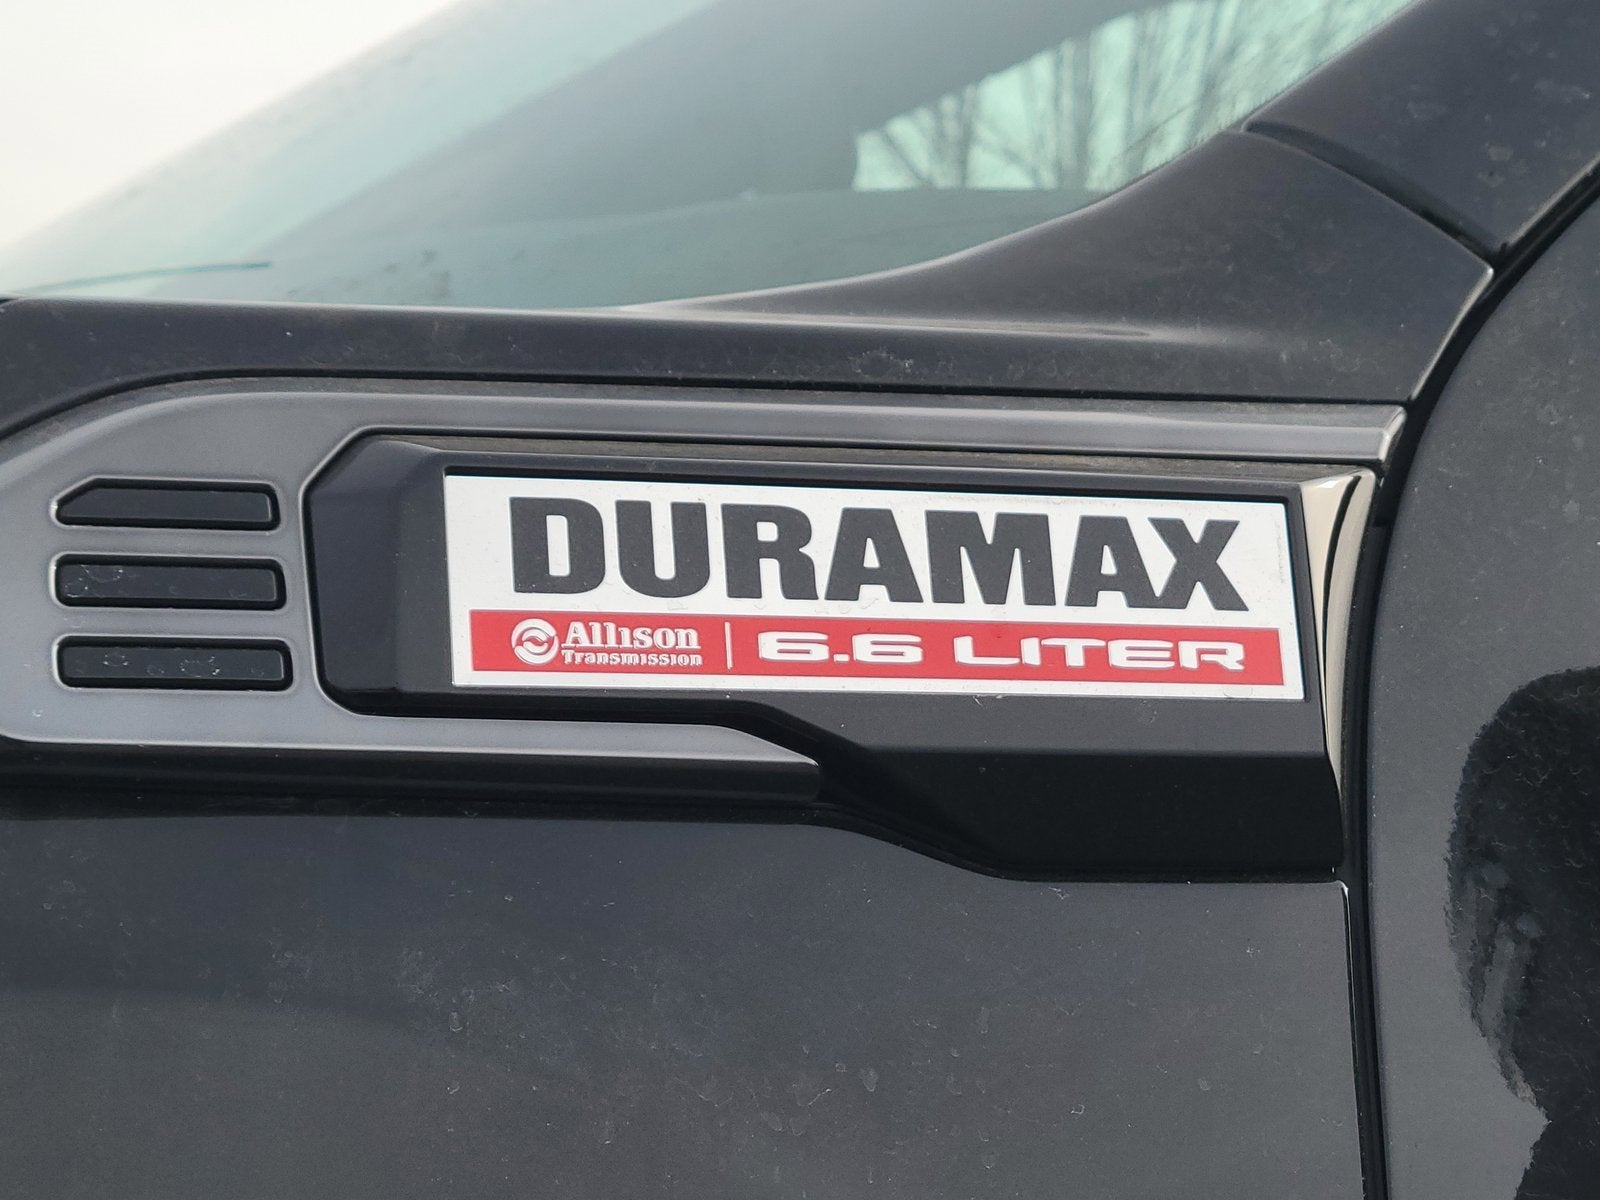 DURAMAX
Allison
Transmission
6.6 LITER